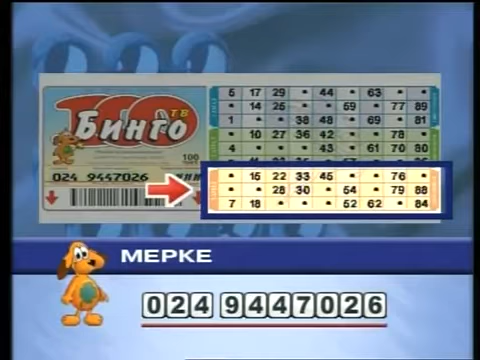 ТВ
Бинго
100
024 9447026
5 17 29 • 44 • 63 • •
• 14 25 • • 59 • 77 89
1 • • 38 48 • 69 • 81
• 10 27 36 42 • • 78 •
4 • • • 43 • 61 70 80
• 15 22 33 45 • • 76 •
• • 28 30 • 54 • 79 88
7 18 • • • 52 62 • 84
МЕРКЕ
024 9447026